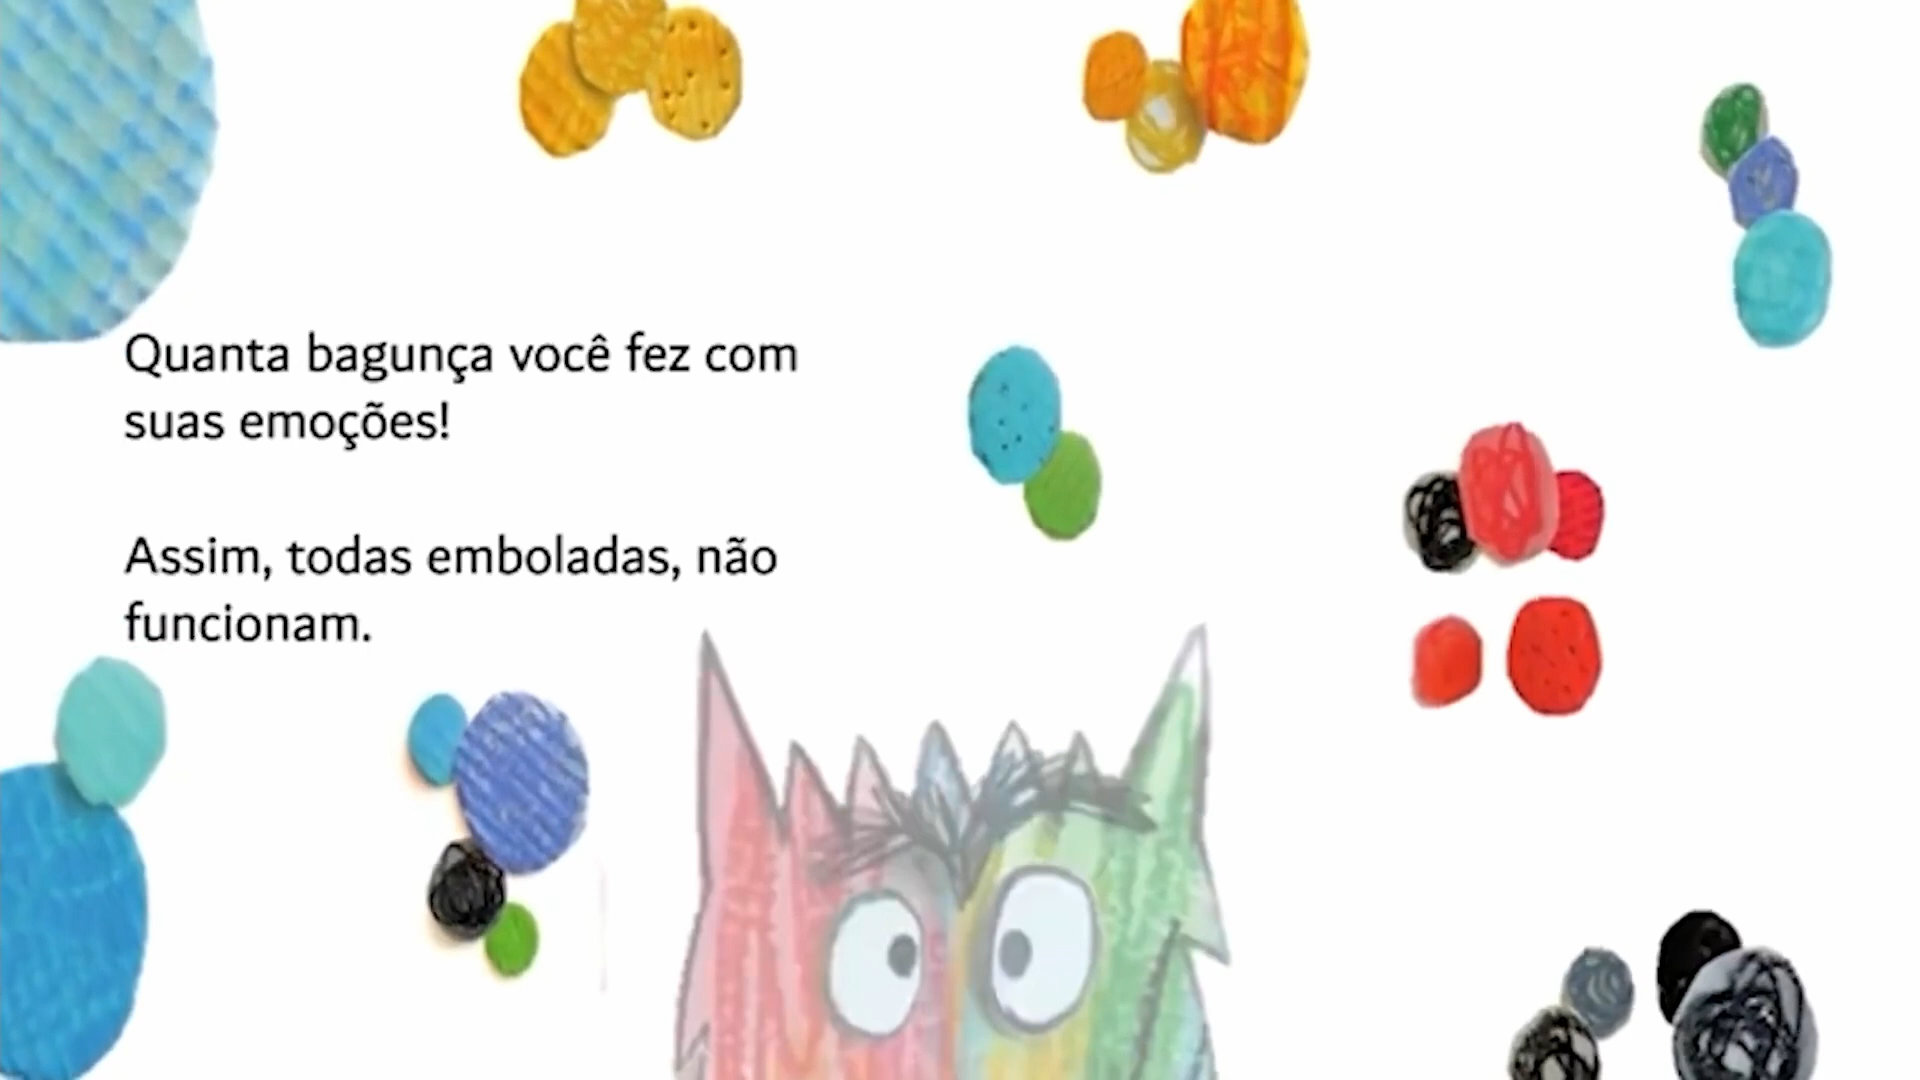 Quanta bagunça você fez com
suas emoções!
Assim, todas emboladas, não
funcionam.